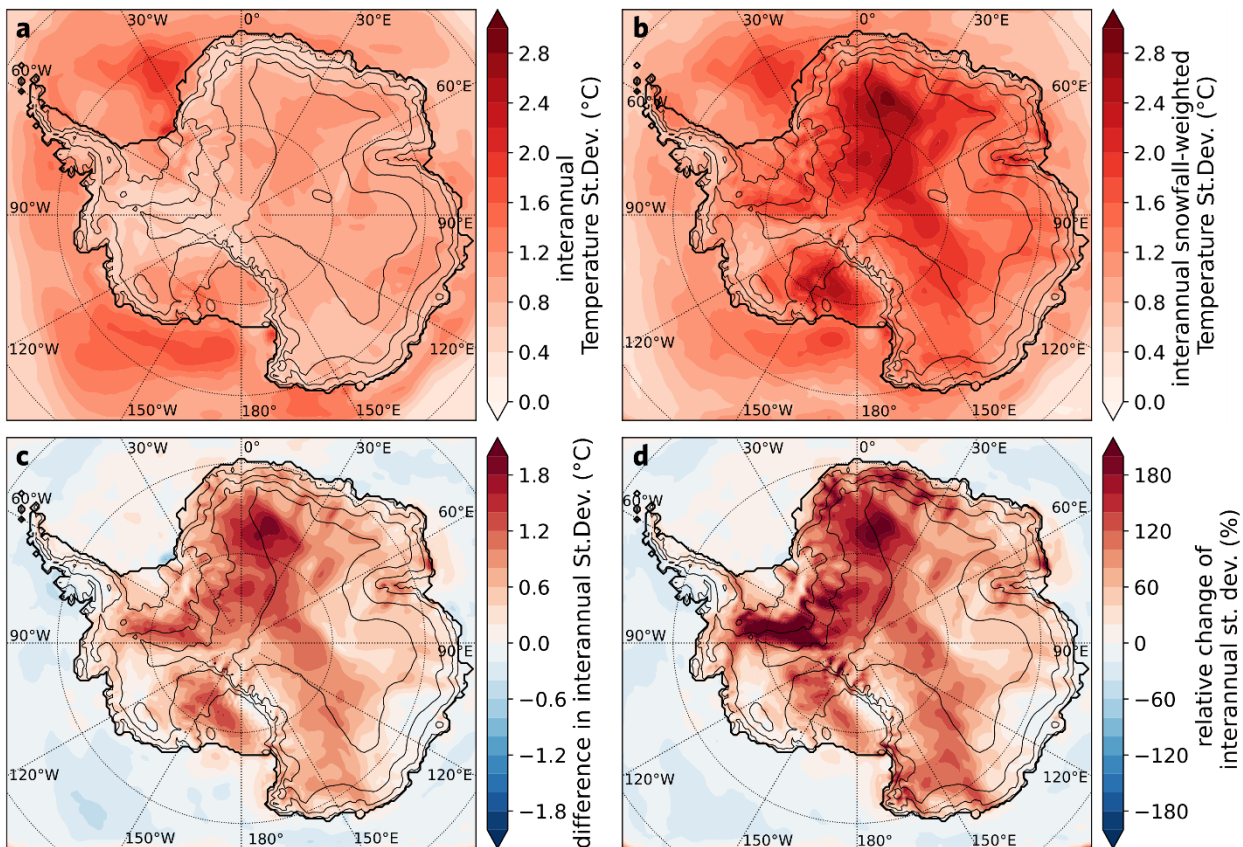 a
30°W
0°
30°E
60°W
60°E
90°W
90°E
120°W
120°E
150°W
180°
150°E
2.8
2.4
2.0
1.6
1.2
0.8
0.4
0.0
interannual
Temperature St.Dev. (°C)
b
30°W
0°
30°E
60°W
60°E
90°W
90°E
120°W
120°E
150°W
180°
150°E
2.8
2.4
2.0
1.6
1.2
0.8
0.4
0.0
interannual snowfall-weighted
Temperature St.Dev. (°C)
c
30°W
0°
30°E
60°W
60°E
90°W
90°E
120°W
120°E
150°W
180°
150°E
1.8
1.2
0.6
0.0
−0.6
−1.2
−1.8
difference in interannual St.Dev. (°C)
d
30°W
0°
30°E
60°W
60°E
90°W
90°E
120°W
120°E
150°W
180°
150°E
180
120
60
0
−60
−120
−180
relative change of
interannual st. dev. (%)